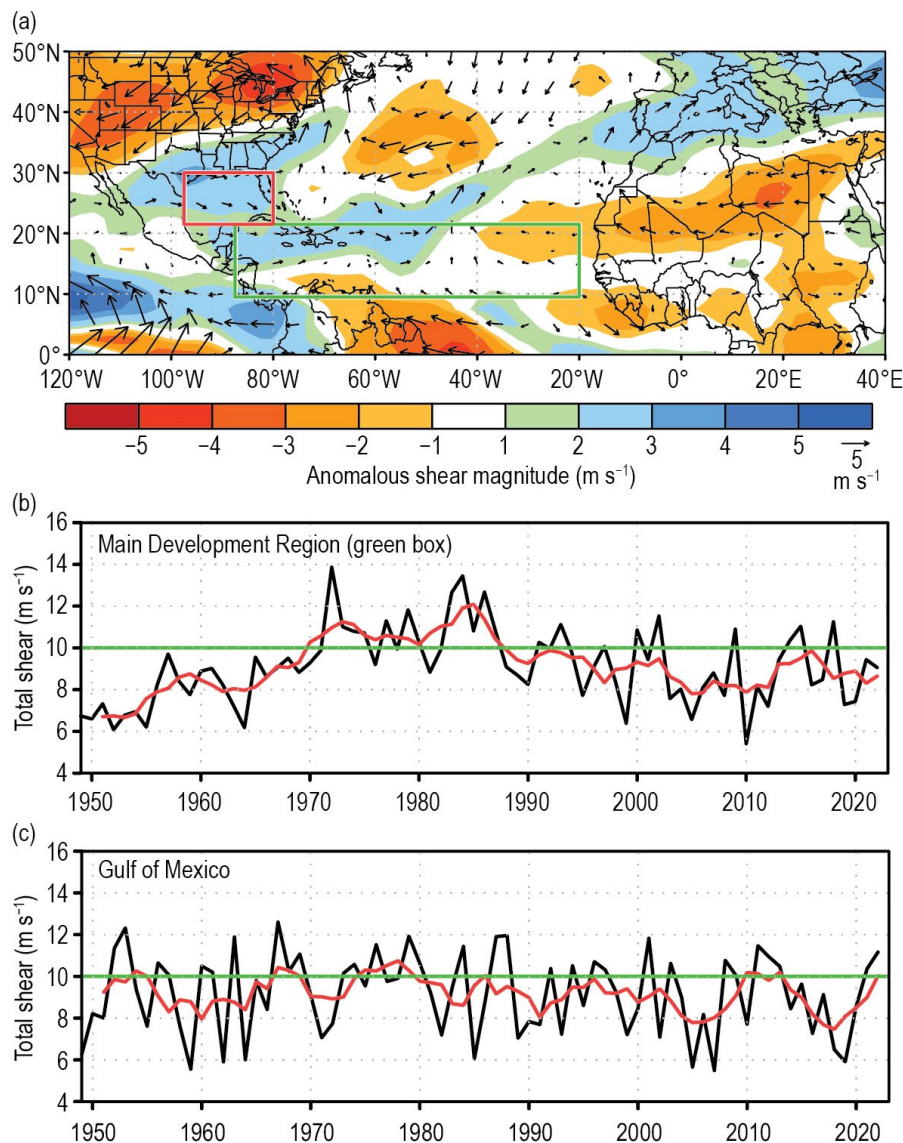 (a)
50°N
40°N
30°N
20°N
10°N
0°
120°W 100°W 80°W 60°W 40°W 20°W 0° 20°E 40°E
−5 −4 −3 −2 −1 1 2 3 4 5 5
Anomalous shear magnitude (m s⁻¹) m s⁻¹
(b)
Main Development Region (green box)
Total shear (m s⁻¹)
16
14
12
10
8
6
4
1950 1960 1970 1980 1990 2000 2010 2020
(c)
Gulf of Mexico
Total shear (m s⁻¹)
16
14
12
10
8
6
4
1950 1960 1970 1980 1990 2000 2010 2020